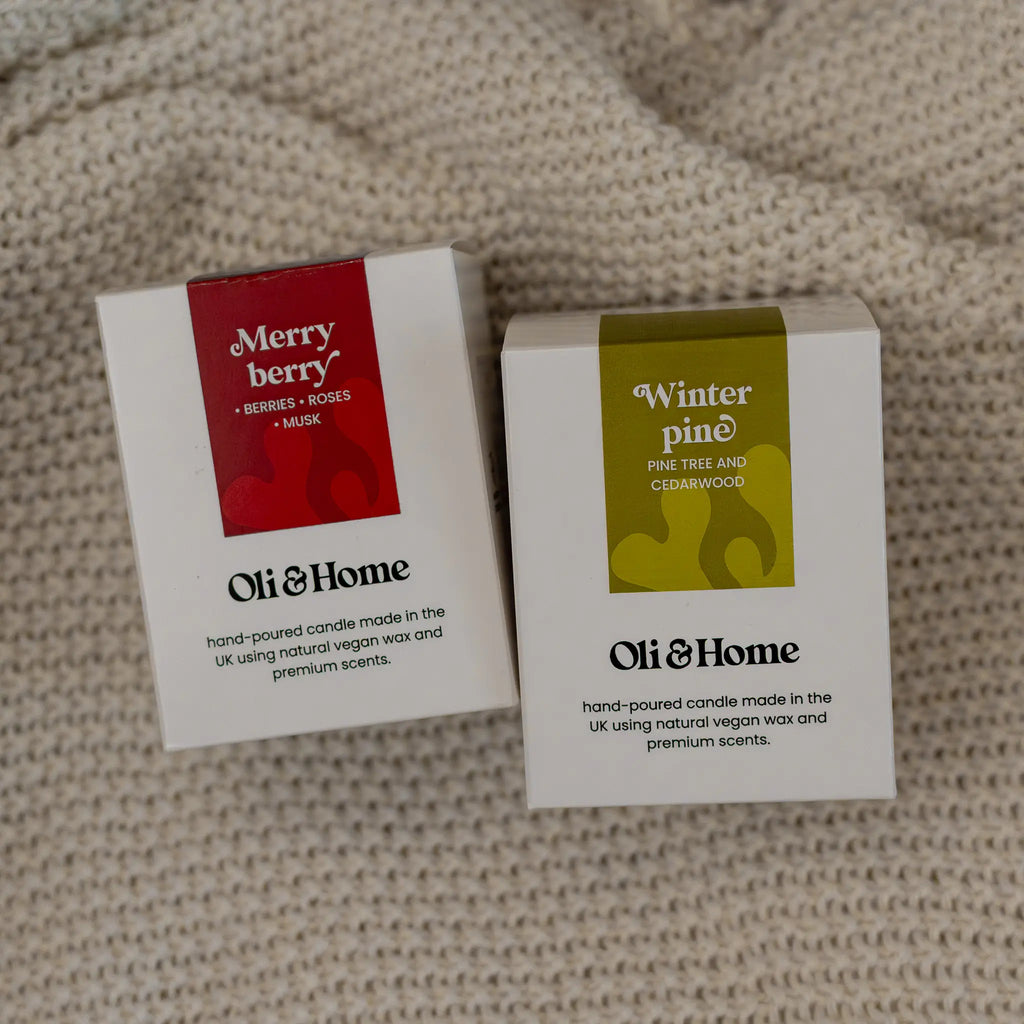 Merry
berry
• BERRIES • ROSES
• MUSK
Oli & Home
hand-poured candle made in the
UK using natural vegan wax and
premium scents.
Winter
pine
PINE TREE AND
CEDARWOOD
Oli & Home
hand-poured candle made in the
UK using natural vegan wax and
premium scents.